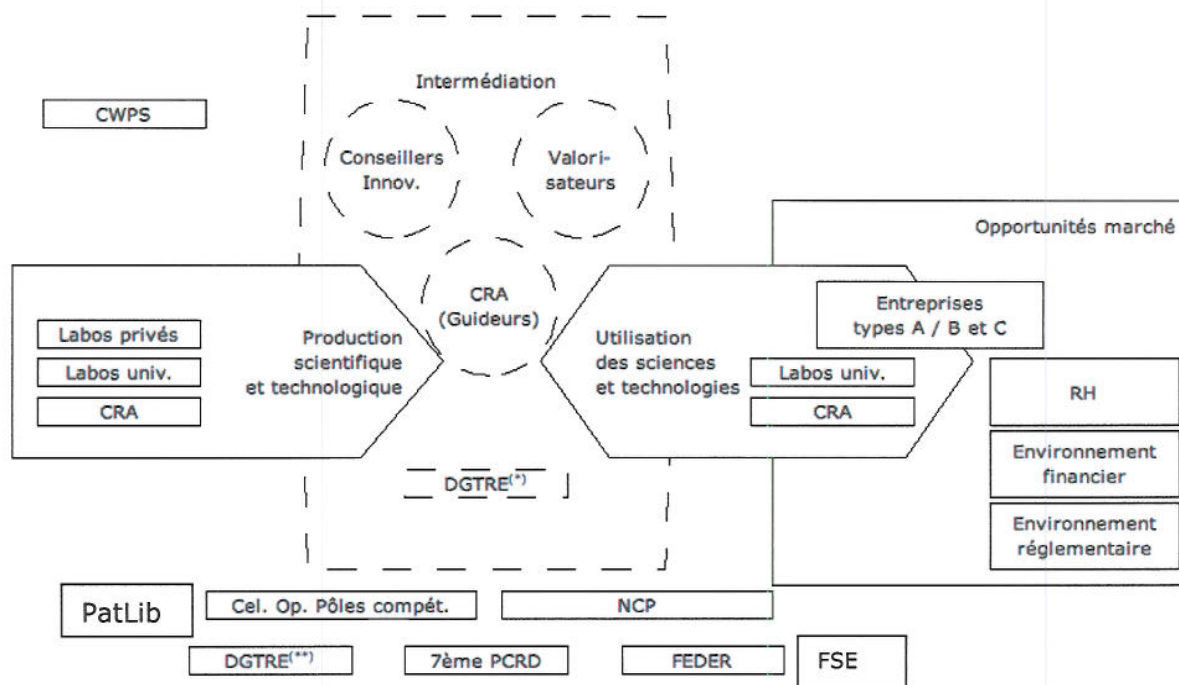 Intermédiation
CWPS
Conseillers
Innov.
Valori-
sateurs
Opportunités marché
CRA
(Guideurs)
Entreprises
types A / B et C
Labos privés
Labos univ.
CRA
Production
scientifique
et technologique
Utilisation
des sciences
et technologies
Labos univ.
CRA
RH
Environnement
financier
Environnement
réglementaire
DGTRE(*)
PatLib
Cel. Op. Pôles compét.
NCP
DGTRE(**)
7ème PCRD
FEDER
FSE